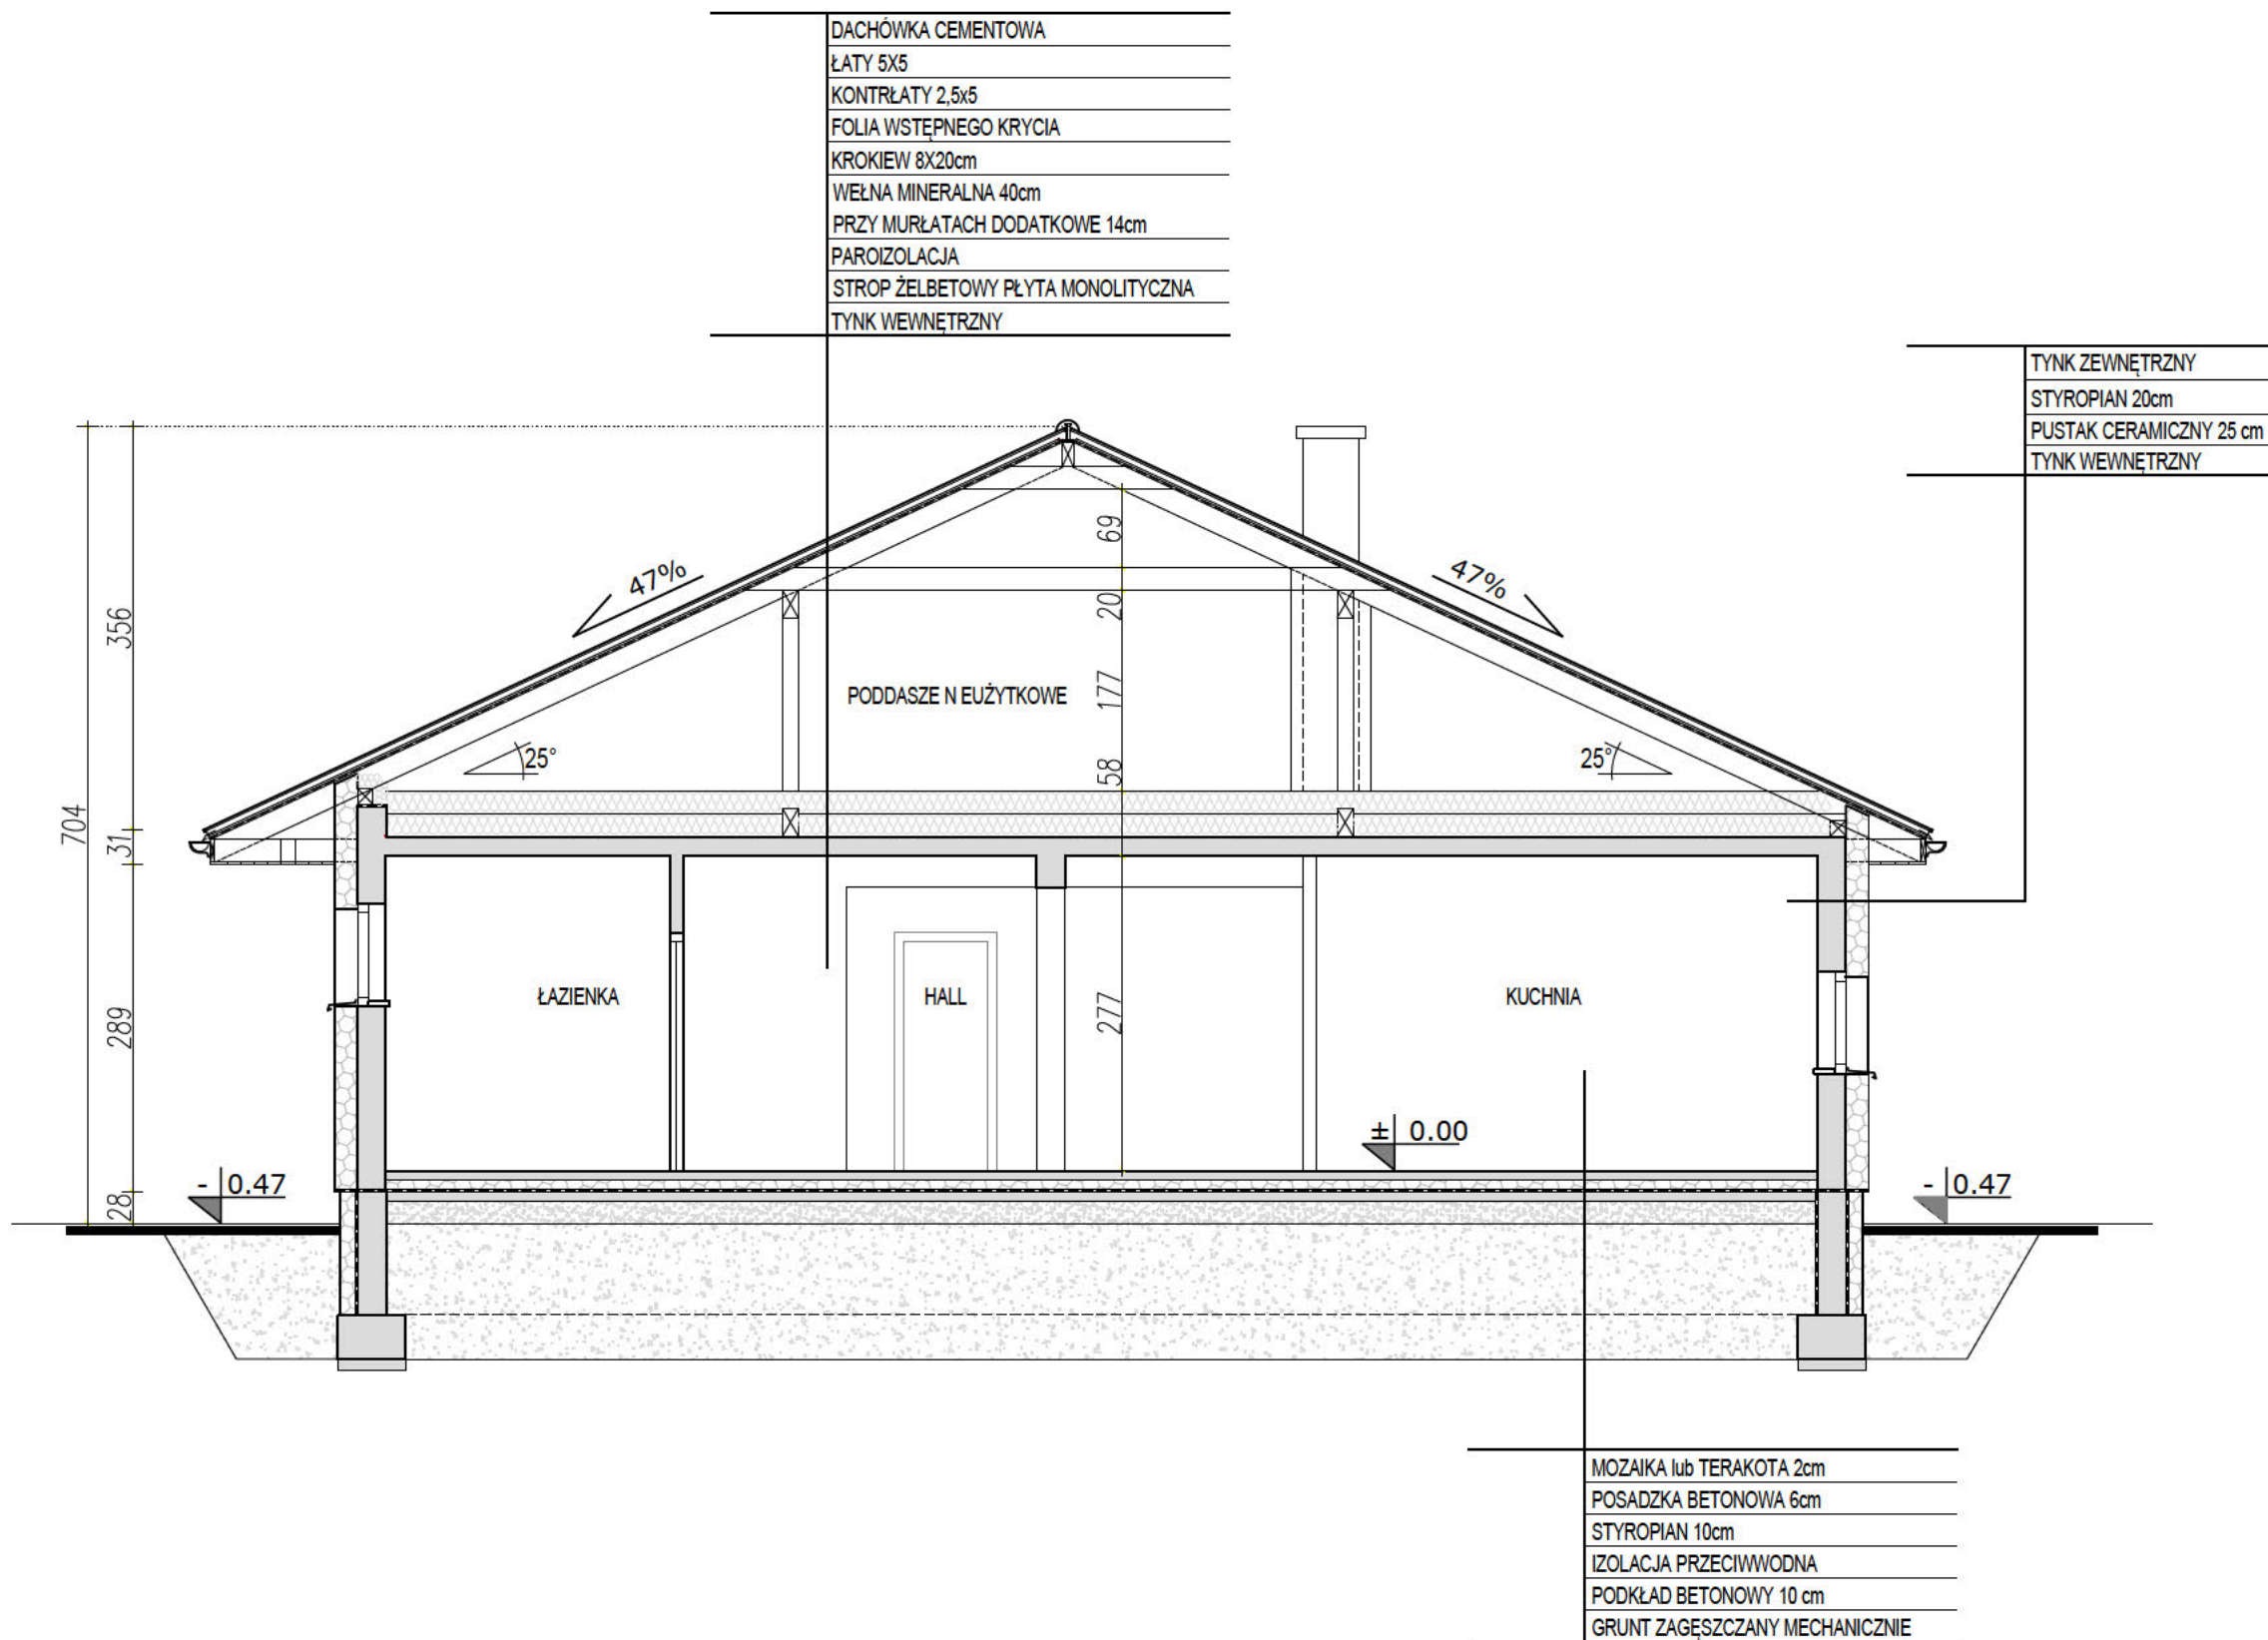 DACHÓWKA CEMENTOWA
ŁATY 5X5
KONTRŁATY 2,5x5
FOLIA WSTĘPNEGO KRYCIA
KROKIEW 8X20cm
WEŁNA MINERALNA 40cm
PRZY MURŁATACH DODATKOWE 14cm
PAROIZOLACJA
STROP ŻELBETOWY PŁYTA MONOLITYCZNA
TYNK WEWNĘTRZNY
TYNK ZEWNĘTRZNY
STYROPIAN 20cm
PUSTAK CERAMICZNY 25 cm
TYNK WEWNĘTRZNY
69
47%
47%
356
20
177
PODDASZE N EUŻYTKOWE
25°
25°
58
704
31
ŁAZIENKA
HALL
KUCHNIA
289
277
± 0.00
- 0.47
- 0.47
28
MOZAIKA lub TERAKOTA 2cm
POSADZKA BETONOWA 6cm
STYROPIAN 10cm
IZOLACJA PRZECIWWODNA
PODKŁAD BETONOWY 10 cm
GRUNT ZAGĘSZCZANY MECHANICZNIE